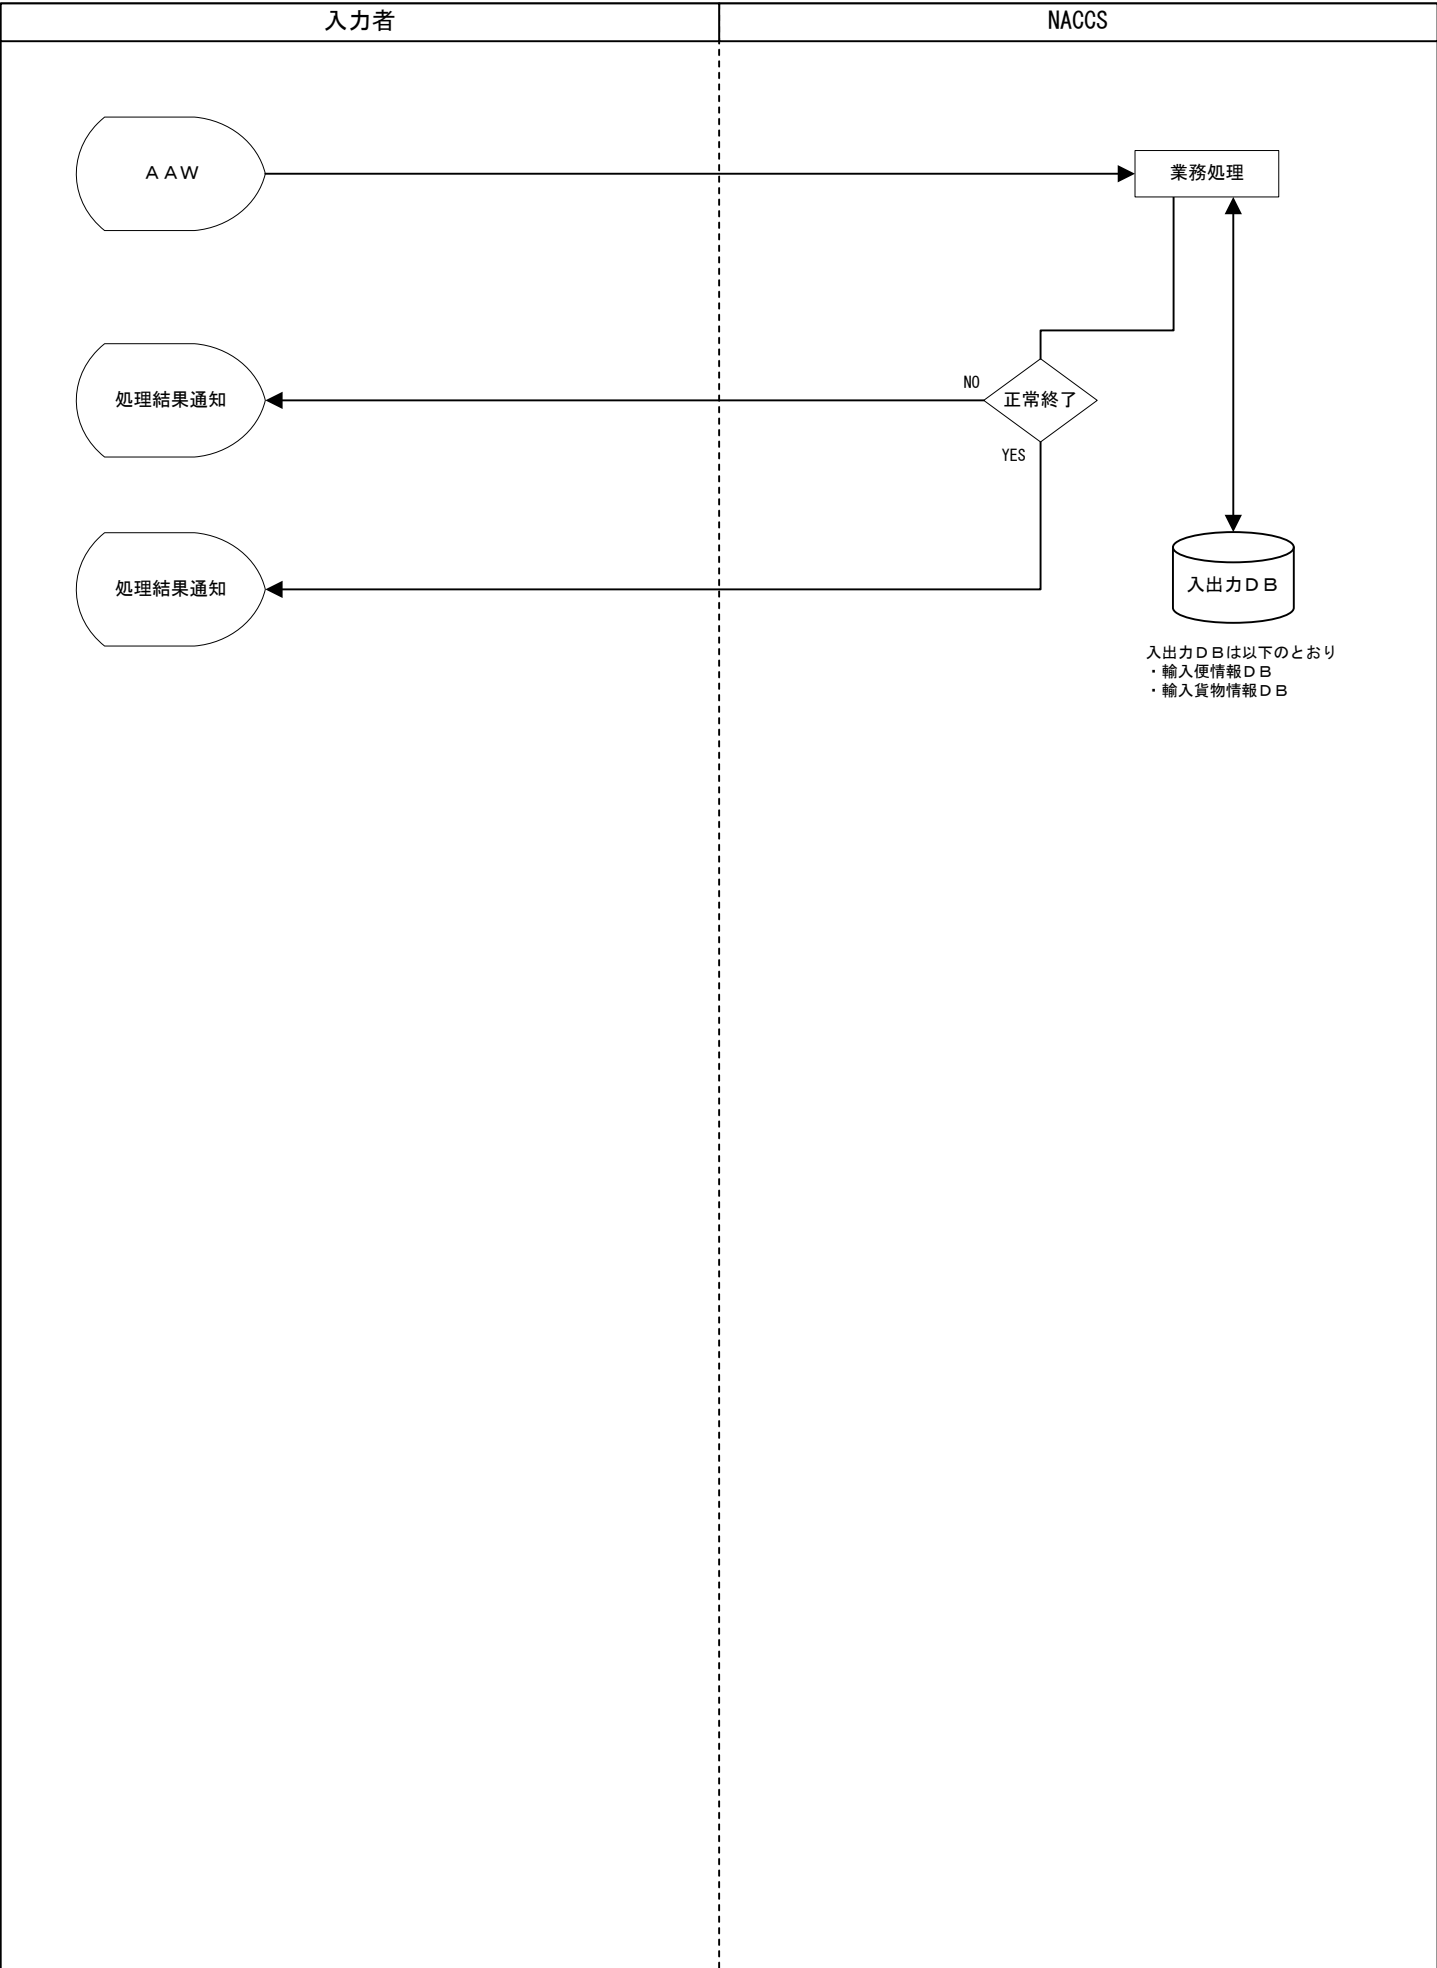 入力者
NACCS
ＡＡＷ
業務処理
処理結果通知
NO
正常終了
YES
処理結果通知
入出力ＤＢ
入出力ＤＢは以下のとおり
・輸入便情報ＤＢ
・輸入貨物情報ＤＢ